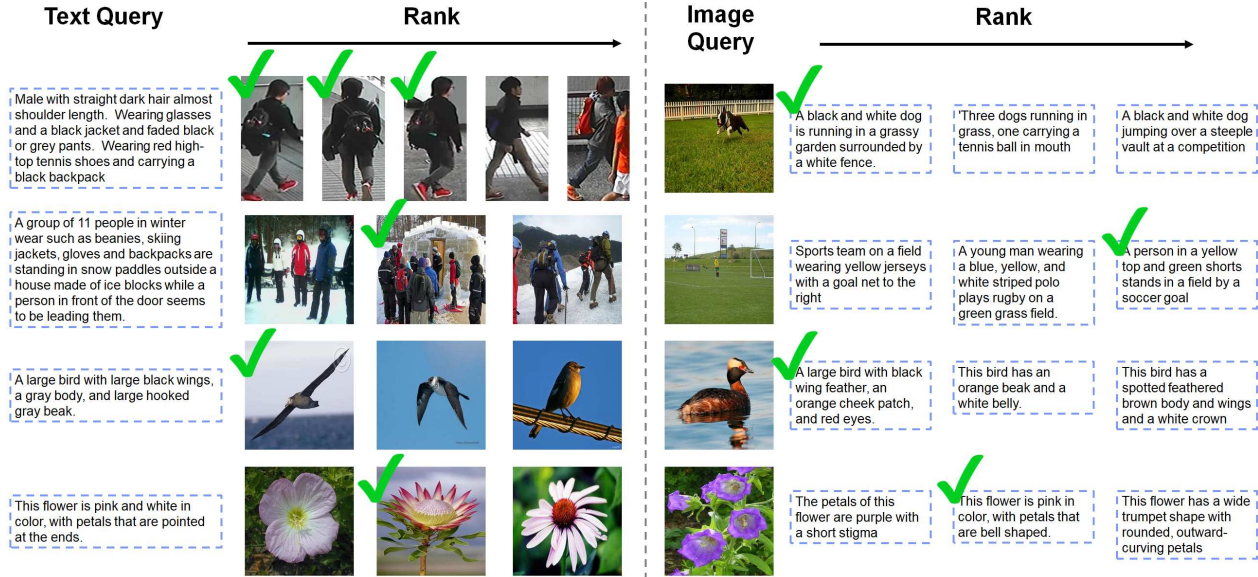 Text Query
Rank
Image
Query
Rank
Male with straight dark hair almost
shoulder length.  Wearing glasses
and a black jacket and faded black
or grey pants.  Wearing red high-
top tennis shoes and carrying a
black backpack
A black and white dog
is running in a grassy
garden surrounded by
a white fence.
'Three dogs running in
grass, one carrying a
tennis ball in mouth
A black and white dog
jumping over a steeple
vault at a competition
A group of 11 people in winter
wear such as beanies, skiing
jackets, gloves and backpacks are
standing in snow paddles outside a
house made of ice blocks while a
person in front of the door seems
to be leading them.
Sports team on a field
wearing yellow jerseys
with a goal net to the
right
A young man wearing
a blue, yellow, and
white striped polo
plays rugby on a
green grass field.
A person in a yellow
top and green shorts
stands in a field by a
soccer goal
A large bird with large black wings,
a gray body, and large hooked
gray beak.
A large bird with black
wing feather, an
orange cheek patch,
and red eyes.
This bird has an
orange beak and a
white belly.
This bird has a
spotted feathered
brown body and wings
and a white crown
This flower is pink and white in
color, with petals that are pointed
at the ends.
The petals of this
flower are purple with
a short stigma
This flower is pink in
color, with petals that
are bell shaped.
This flower has a wide
trumpet shape with
rounded, outward-
curving petals